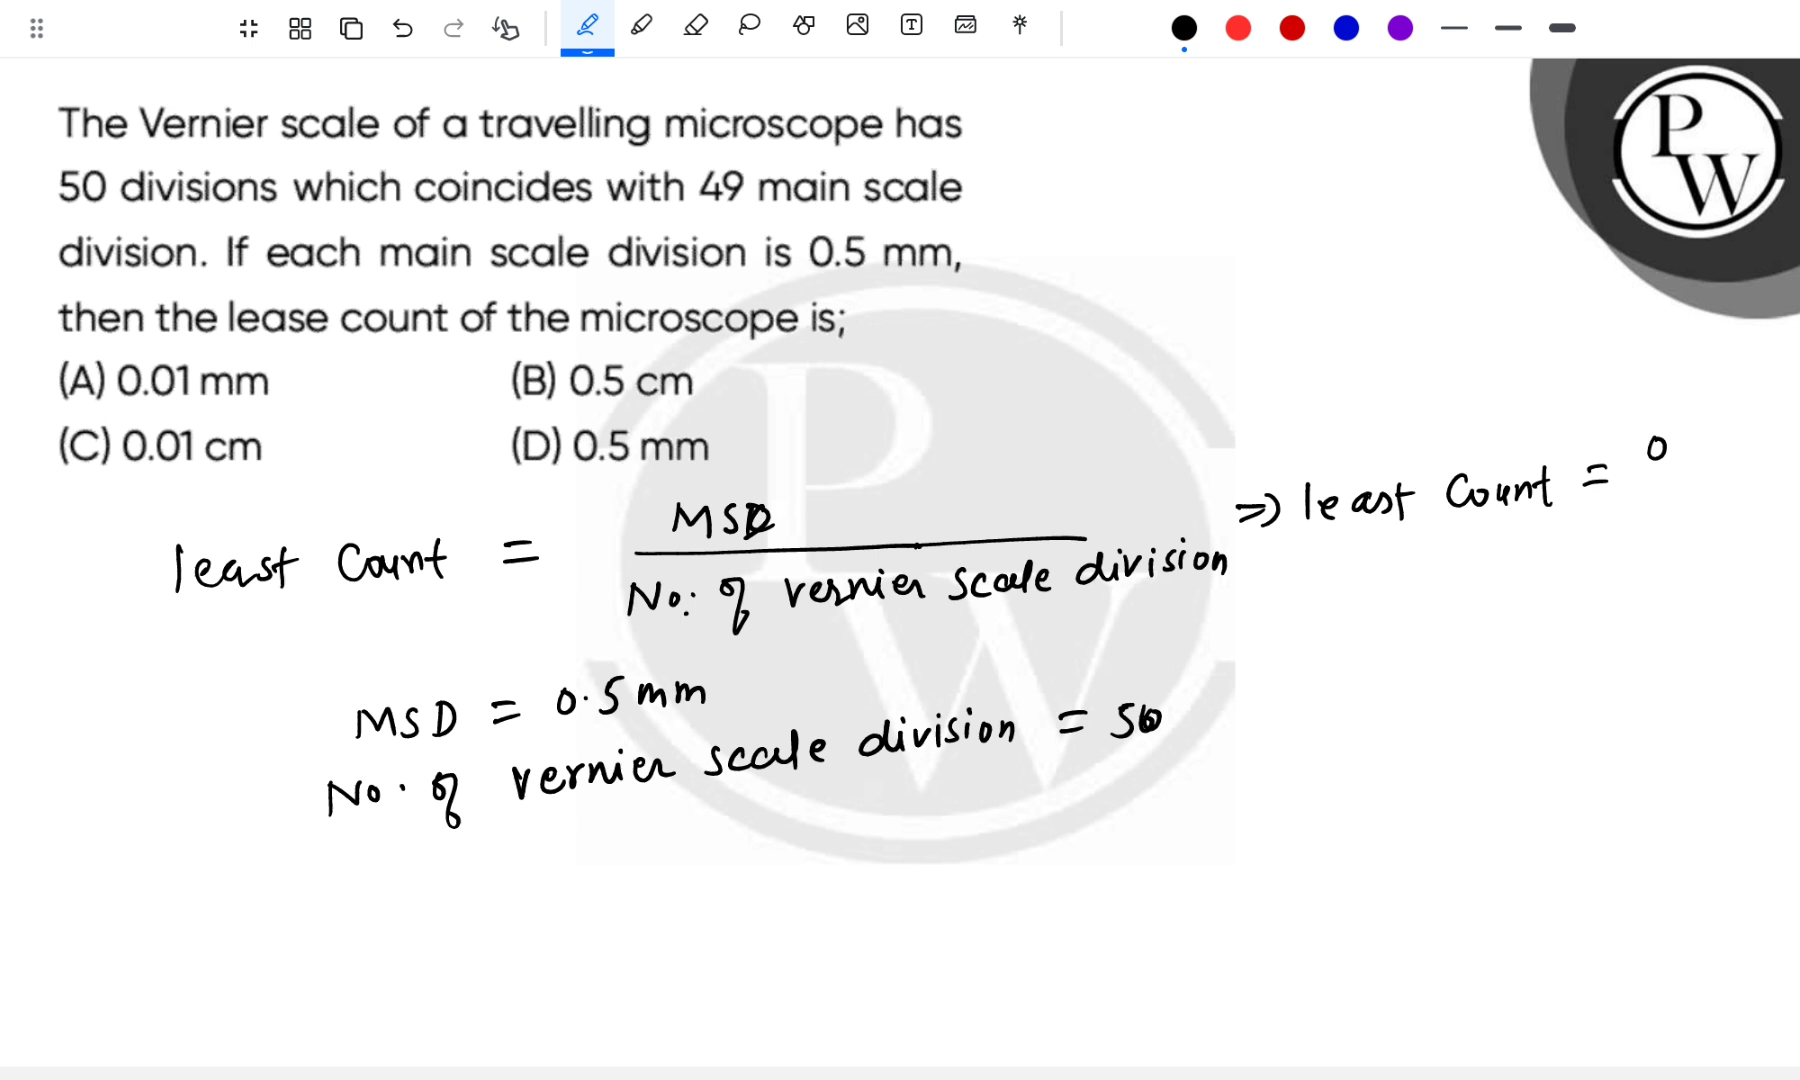 The Vernier scale of a travelling microscope has
50 divisions which coincides with 49 main scale
division. If each main scale division is 0.5 mm,
then the lease count of the microscope is;
(A) 0.01 mm (B) 0.5 cm
(C) 0.01 cm (D) 0.5 mm
least Count = MSD / No: of vernier scale division ⇒ least Count = 0
MSD = 0.5 mm
No. of vernier scale division = 50
PW
PW